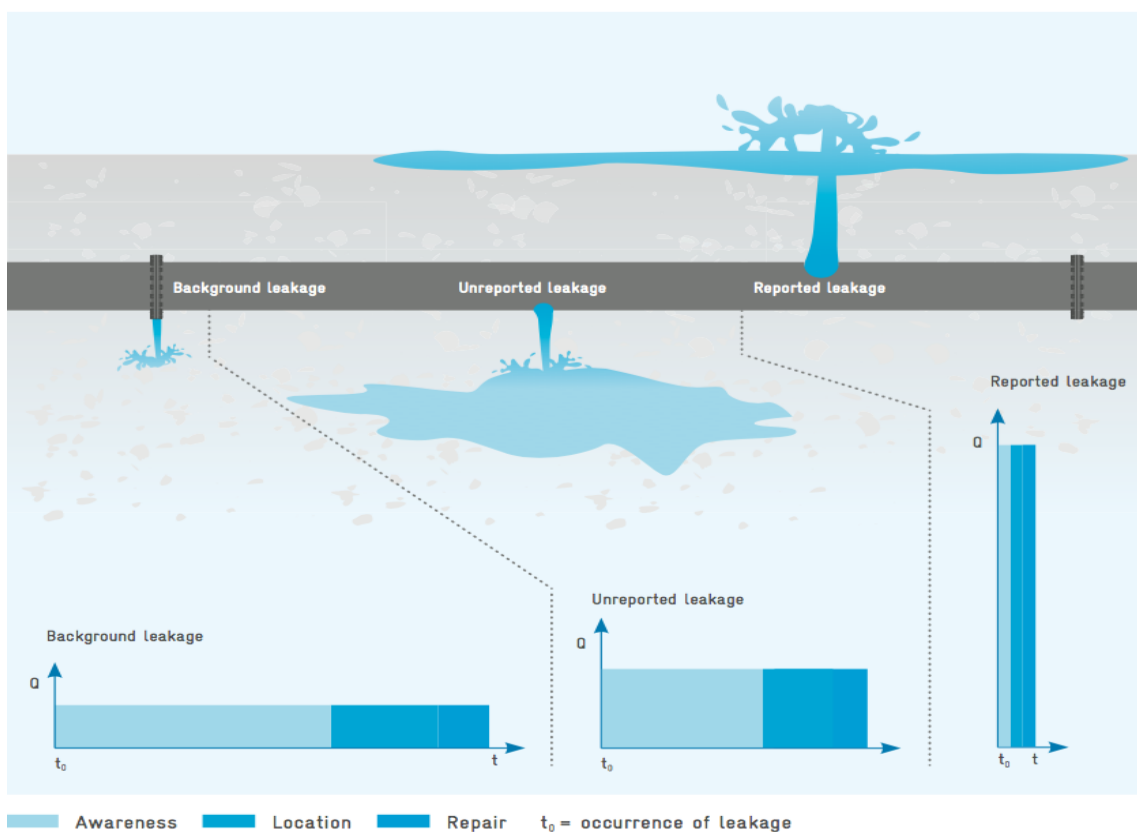 Background leakage
Unreported leakage
Reported leakage
Reported leakage
Q
t₀
t
Unreported leakage
Q
t₀
Background leakage
Q
t₀
t
Awareness
Location
Repair
t₀ = occurrence of leakage